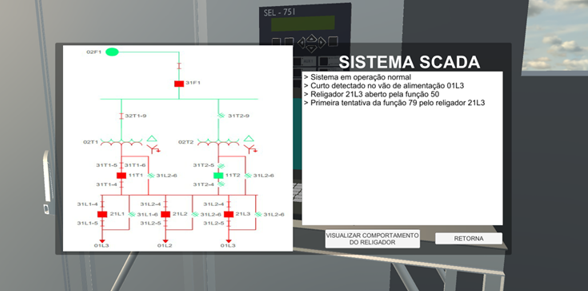 SEL - 751
SISTEMA SCADA
> Sistema em operação normal
> Curto detectado no vão de alimentação 01L3
> Religador 21L3 aberto pela função 50
> Primeira tentativa da função 79 pelo religador 21L3
02F1
31F1
32T1-9 31T2-9
02T1 02T2
31T1-5 31T1-6 31T2-5
11T1 31L2-6 11T2 31L2-6
31T1-4 31T2-4
31L1-4 31L2-4 31L2-4
21L1 31L1-6 21L2 31L2-6 21L3 31L2-6
31L1-5 31L2-5 31L2-5
01L3 01L2 01L3
VISUALIZAR COMPORTAMENTO
DO RELIGADOR
RETORNA